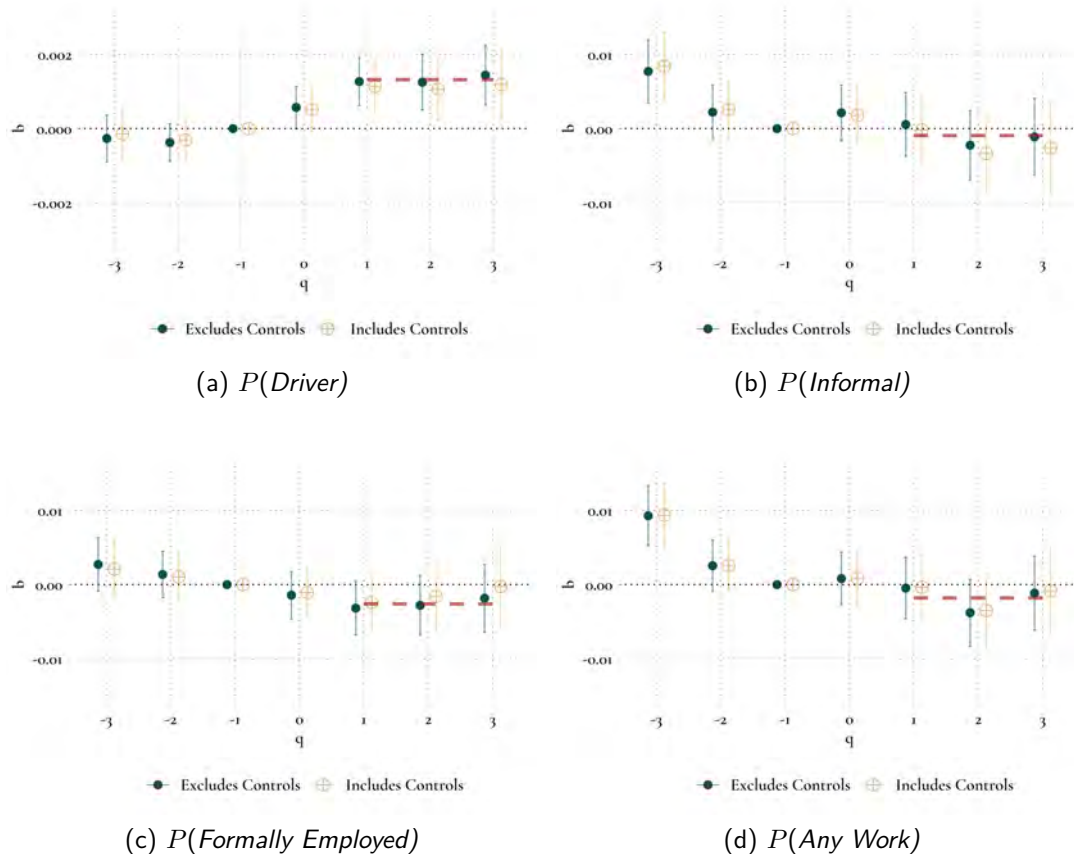 0.002
0.000
-0.002
b
-3 -2 -1 0 1 2 3
q
Excludes Controls Includes Controls
(a) P(Driver)
0.01
0.00
-0.01
b
-3 -2 -1 0 1 2 3
q
Excludes Controls Includes Controls
(b) P(Informal)
0.01
0.00
-0.01
b
-3 -2 -1 0 1 2 3
q
Excludes Controls Includes Controls
(c) P(Formally Employed)
0.01
0.00
-0.01
b
-3 -2 -1 0 1 2 3
q
Excludes Controls Includes Controls
(d) P(Any Work)